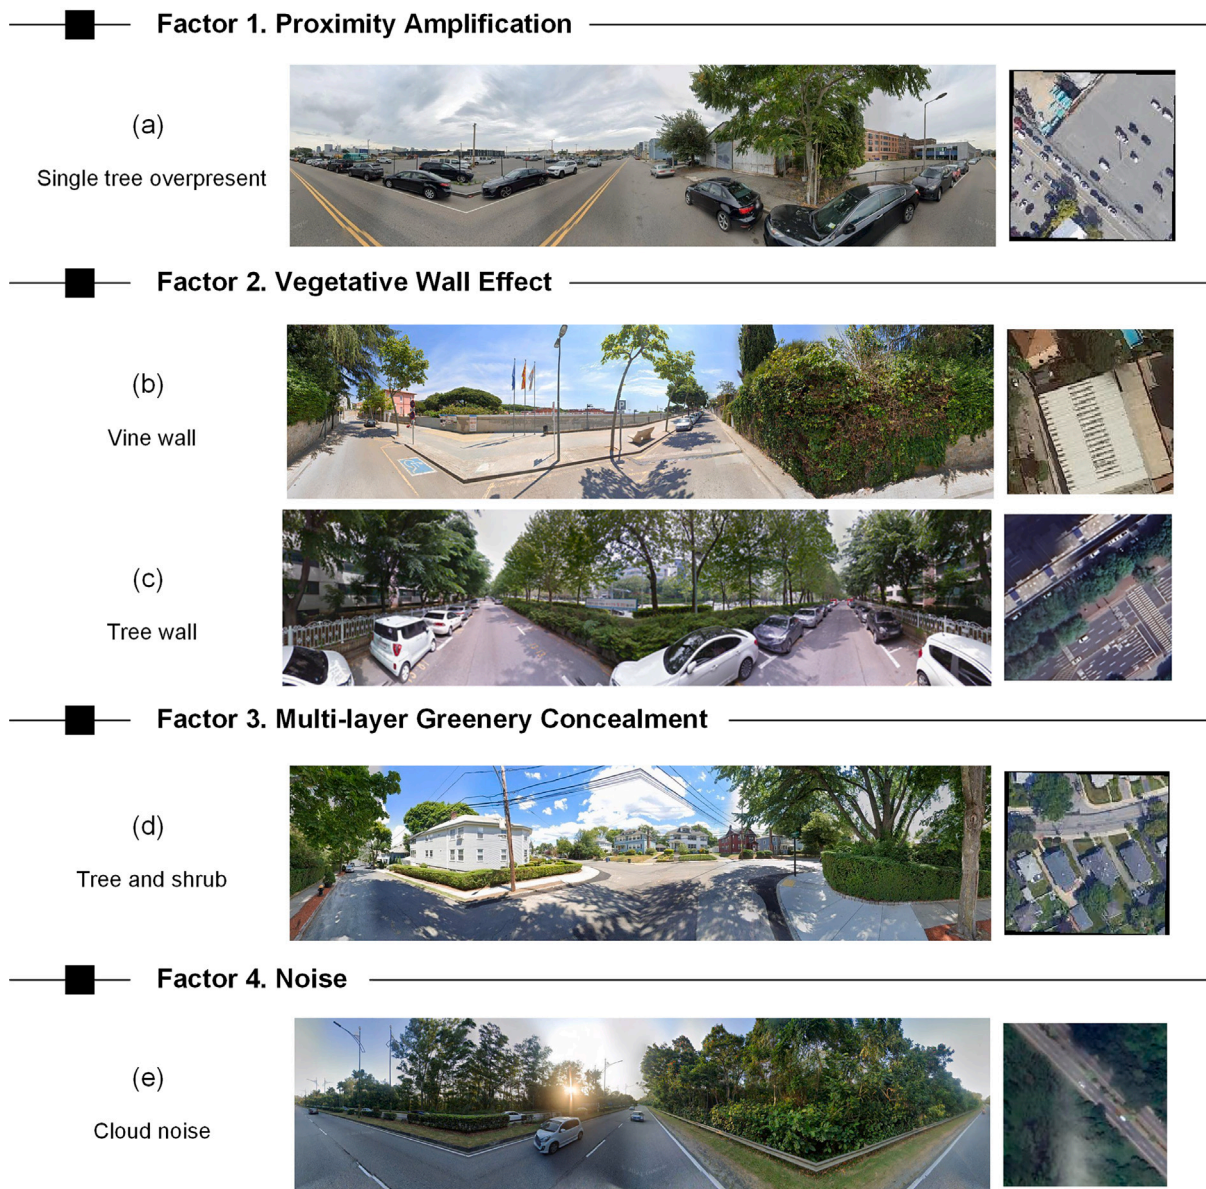 Factor 1. Proximity Amplification
(a)
Single tree overpresent
Factor 2. Vegetative Wall Effect
(b)
Vine wall
(c)
Tree wall
Factor 3. Multi-layer Greenery Concealment
(d)
Tree and shrub
Factor 4. Noise
(e)
Cloud noise